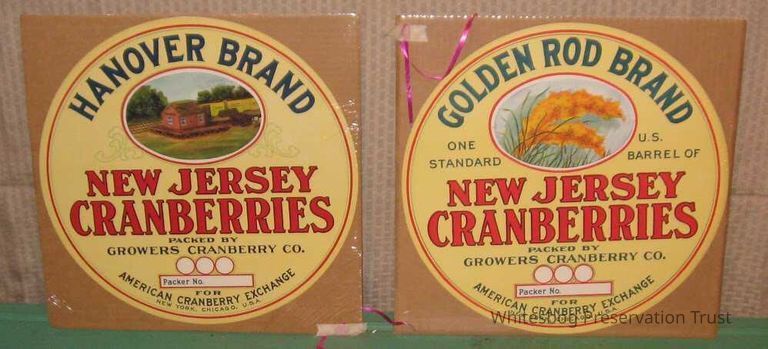 HANOVER BRAND
NEW JERSEY
CRANBERRIES
PACKED BY
GROWERS CRANBERRY CO.
Packer No.
FOR
AMERICAN CRANBERRY EXCHANGE
NEW YORK, CHICAGO, U.S.A.
GOLDEN ROD BRAND
ONE STANDARD
U.S. BARREL OF
NEW JERSEY
CRANBERRIES
PACKED BY
GROWERS CRANBERRY CO.
Packer No.
FOR
AMERICAN CRANBERRY EXCHANGE
Whitesbog Preservation Trust